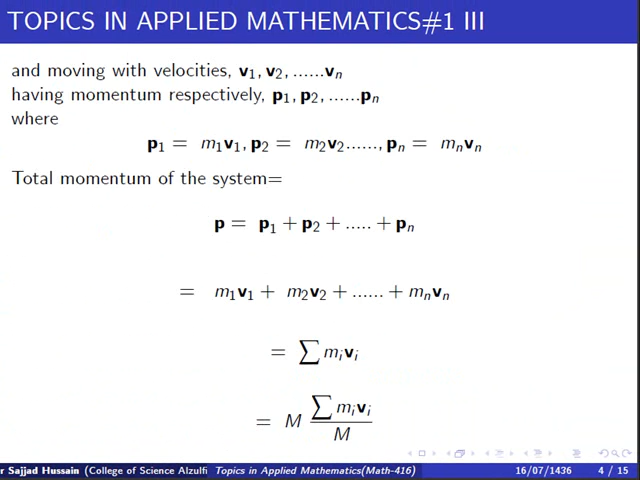 TOPICS IN APPLIED MATHEMATICS#1 III
and moving with velocities, v₁, v₂, ......vₙ
having momentum respectively, p₁, p₂, ......pₙ
where
p₁ = m₁v₁, p₂ = m₂v₂......, pₙ = mₙvₙ
Total momentum of the system=
p = p₁ + p₂ + ..... + pₙ
= m₁v₁ + m₂v₂ + ...... + mₙvₙ
= ∑ mᵢvᵢ
= M ∑ mᵢvᵢ / M
r Sajjad Hussain (College of Science Alzulfi Topics in Applied Mathematics(Math-416) 16/07/1436 4 / 15